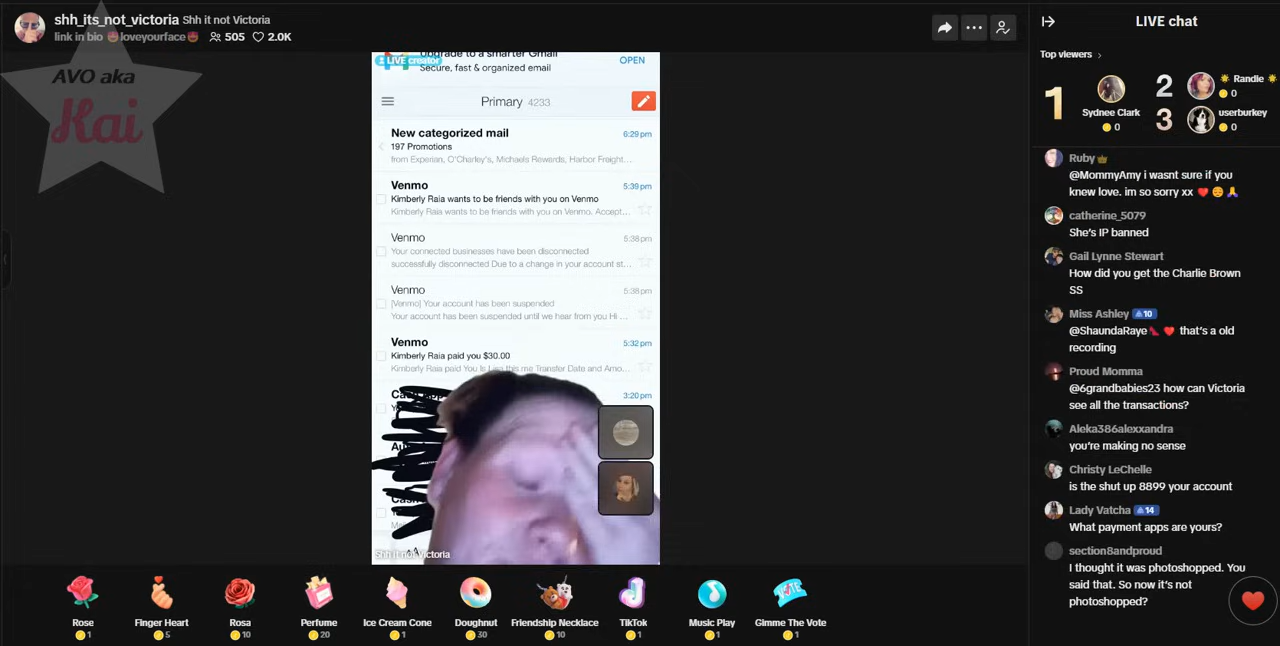 shh_its_not_victoria Shh it not Victoria
link in bio loveyourface 505 2.0K
AVO aka
Kai
LIVE creator
Upgrade to a smarter Gmail
Secure, fast & organized email
OPEN
Primary 4233
New categorized mail 6:29 pm
197 Promotions
from Experian, O'Charley's, Michaels Rewards, Harbor Freight...
Venmo 5:39 pm
Kimberly Raia wants to be friends with you on Venmo
Kimberly Raia wants to be friends with you on Venmo. Accept...
Venmo 5:38 pm
Your connected businesses have been disconnected
successfully disconnected Due to a change in your account st...
Venmo 5:38 pm
[Venmo] Your account has been suspended
Your account has been suspended until we hear from you Hi ...
Venmo 5:32 pm
Kimberly Raia paid you $30.00
Kimberly Raia paid You Is Lisa this me Transfer Date and Amo...
3:20 pm
Shh it not Victoria
Rose
1
Finger Heart
5
Rosa
10
Perfume
20
Ice Cream Cone
1
Doughnut
30
Friendship Necklace
10
TikTok
1
Music Play
1
Gimme The Vote
1
LIVE chat
Top viewers
1
Sydnee Clark
0
2
Randie
0
3
userburkey
0
Ruby
@MommyAmy i wasnt sure if you
knew love. im so sorry xx
catherine_5079
She's IP banned
Gail Lynne Stewart
How did you get the Charlie Brown
SS
Miss Ashley 10
@ShaundaRaye that's a old
recording
Proud Momma
@6grandbabies23 how can Victoria
see all the transactions?
Aleka386alexxandra
you're making no sense
Christy LeChelle
is the shut up 8899 your account
Lady Vatcha 14
What payment apps are yours?
section8andproud
I thought it was photoshopped. You
said that. So now it's not
photoshopped?